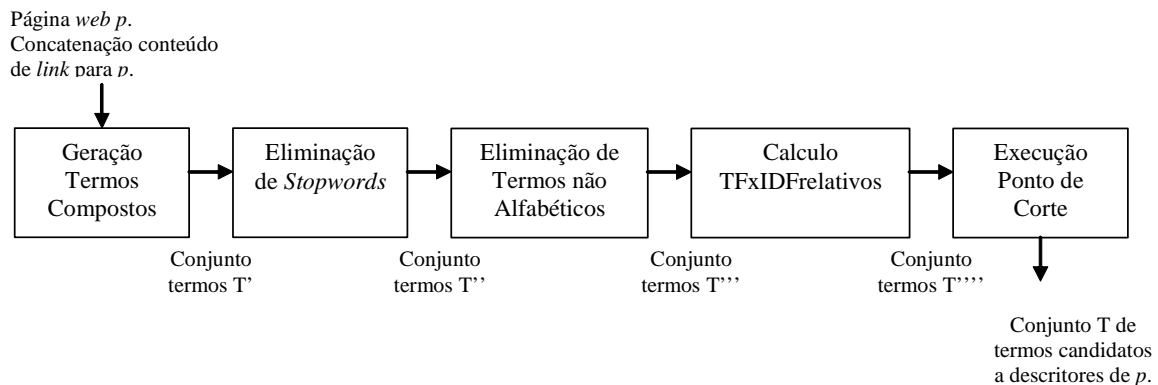 Página web p.
Concatenação conteúdo
de link para p.
Geração
Termos
Compostos
Eliminação
de Stopwords
Eliminação de
Termos não
Alfabéticos
Calculo
TFxIDFrelativos
Execução
Ponto de
Corte
Conjunto
termos T'
Conjunto
termos T''
Conjunto
termos T'''
Conjunto
termos T''''
Conjunto T de
termos candidatos
a descritores de p.